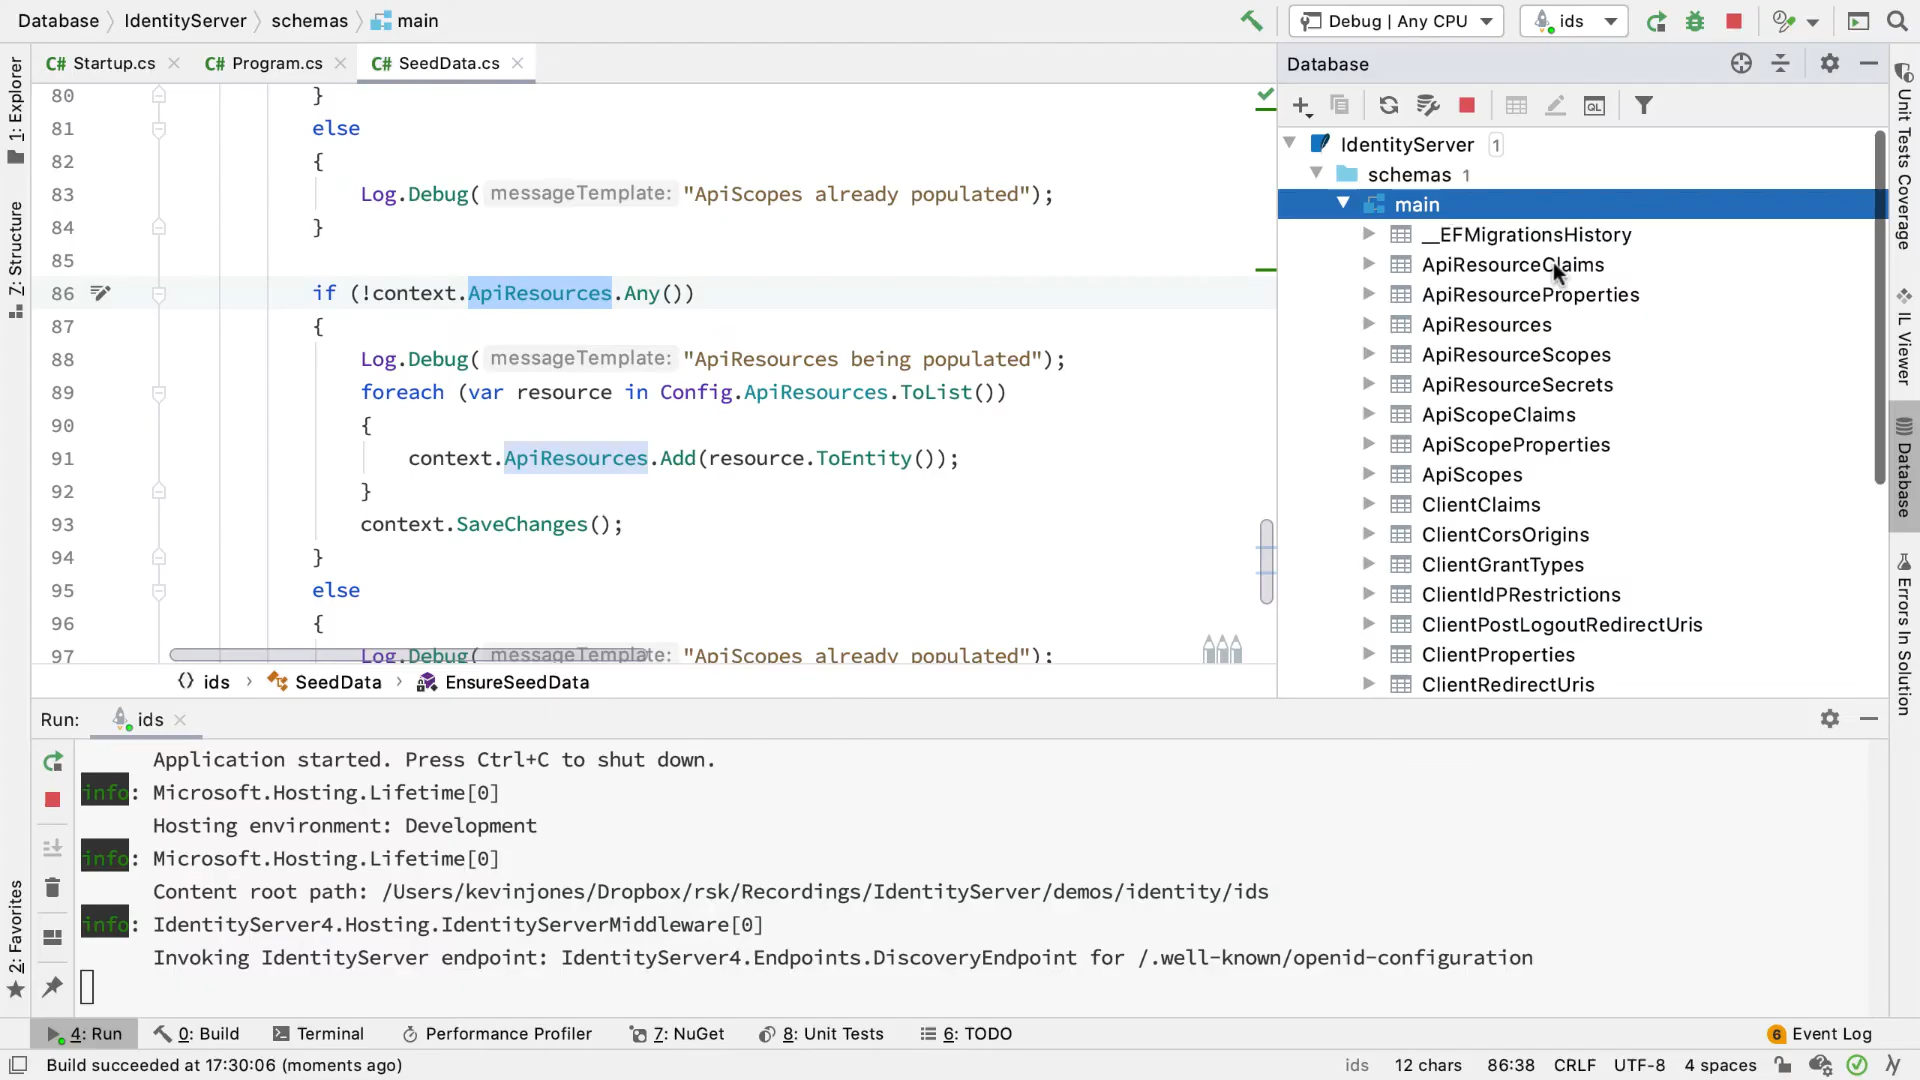 Database IdentityServer schemas main
Debug | Any CPU
ids
C# Startup.cs
C# Program.cs
C# SeedData.cs
Database
1: Explorer
7: Structure
2: Favorites
80 }
81 else
82 {
83 Log.Debug( messageTemplate: "ApiScopes already populated");
84 }
85
86 if (!context.ApiResources.Any())
87 {
88 Log.Debug( messageTemplate: "ApiResources being populated");
89 foreach (var resource in Config.ApiResources.ToList())
90 {
91 context.ApiResources.Add(resource.ToEntity());
92 }
93 context.SaveChanges();
94 }
95 else
96 {
97 Log.Debug( messageTemplate: "ApiScopes already populated");
ids › SeedData › EnsureSeedData
QL
IdentityServer 1
schemas 1
main
__EFMigrationsHistory
ApiResourceClaims
ApiResourceProperties
ApiResources
ApiResourceScopes
ApiResourceSecrets
ApiScopeClaims
ApiScopeProperties
ApiScopes
ClientClaims
ClientCorsOrigins
ClientGrantTypes
ClientIdPRestrictions
ClientPostLogoutRedirectUris
ClientProperties
ClientRedirectUris
Unit Tests Coverage
IL Viewer
Database
Errors In Solution
Run: ids
Application started. Press Ctrl+C to shut down.
info: Microsoft.Hosting.Lifetime[0]
Hosting environment: Development
info: Microsoft.Hosting.Lifetime[0]
Content root path: /Users/kevinjones/Dropbox/rsk/Recordings/IdentityServer/demos/identity/ids
info: IdentityServer4.Hosting.IdentityServerMiddleware[0]
Invoking IdentityServer endpoint: IdentityServer4.Endpoints.DiscoveryEndpoint for /.well-known/openid-configuration
4: Run 0: Build Terminal Performance Profiler 7: NuGet 8: Unit Tests 6: TODO 6 Event Log
Build succeeded at 17:30:06 (moments ago) ids 12 chars 86:38 CRLF UTF-8 4 spaces